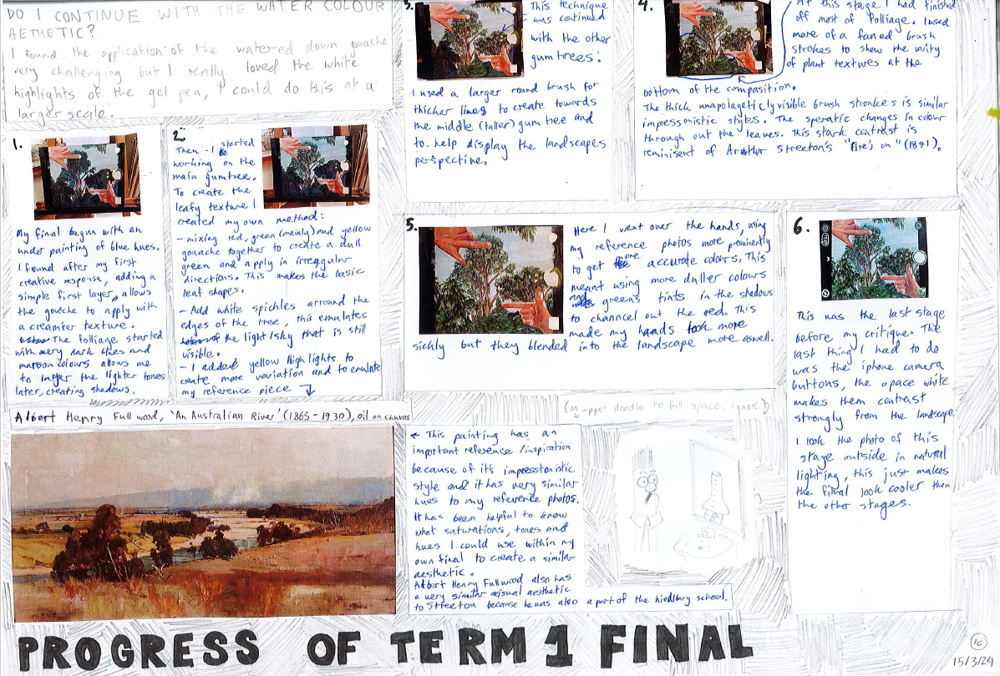 DO I CONTINUE WITH THE WATER COLOUR
AETHETIC?
I found the application of the watered down gouache
very challenging but I really loved the white
highlights of the gel pen, I could do this at a
larger scale.
1.
My final begun with an
under painting of blue hues.
I found after my first
creative response, adding a
simple first layer, allows
the gouache to apply with
a creamier texture.
The folliage started
with very dark blues and
maroon colours allows me
to layer the lighter tones
later, creating shadows.
2
Then I started
working on the
main gumtree.
To create the
leafy texture I
created my own method:
- mixing red, green (mainly) and yellow
gouache together to create a dull
green and apply in irregular
directions. This makes the basic
leaf shapes.
- Add white spichles arround the
edges of the tree, this emulates
the light/sky that is still
visible.
- I added yellow highlights to
create more variation and to emulate
my reference piece
3.
This technique
was continued
with the other
gumtrees.
I used a larger round brush for
thicker lines to create towards
the middle (taller) gum tree and
to help display the landscapes
perspective.
4.
At this stage I had finished
off most of folliage. I used
more of a faned brush
strokes to show the
of plant textures at the
bottom of the composition.
The thick unapologeticly visible brush stronkes is similar
impressonistic styles. The speratic changes in colour
through out the leaves. This stark contrast is
reminisent of Arother Streeton's "fire's on" (1891).
5.
Here I went over the hands, using
my reference photos more prominently
to get more accurate colours. This
meant using more duller colours
and greens tints in the shadows
to channcel out the red. This
made my hands look more
sickly but they blended into the landscape more aswell.
6.
This was the last stage
before my critique. The
last thing I had to do
was the iphone camera
buttons, the opace white
makes them contrast
strongly from the landscape.
I took the photo of this
stage outside in natural
lighting, this just makes
the final look cooler then
the other stages.
Albert Henry Fullwood, 'An Australian River' (1865-1930), oil on canvas
(muppet doodle to fill space, ignore)
← This painting has an
important reference /inspiration
because of its impresstonistic
style and it has very similar
hues to my reference photos.
It has been helpful to know
what saturations, tones and
hues I could use within my
own final to create a similar
aesthetic.
Albert Henry Fullwood also has
a very similar visual aesthetic
to Streeton because he was also a part of the hiedlberg school.
PROGRESS OF TERM 1 FINAL
16
15/3/24